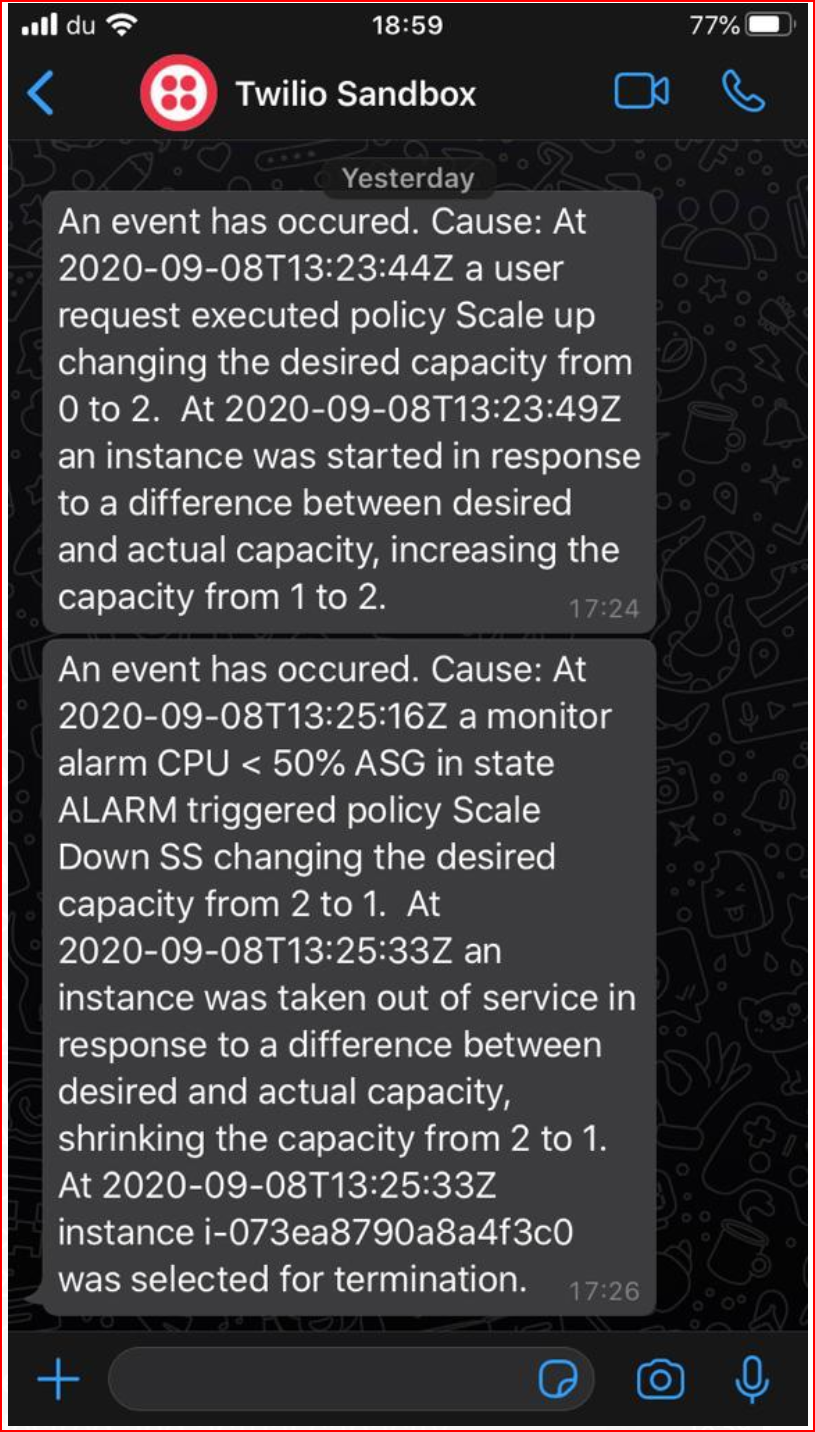 du 18:59 77%
Twilio Sandbox
Yesterday
An event has occured. Cause: At
2020-09-08T13:23:44Z a user
request executed policy Scale up
changing the desired capacity from
0 to 2.  At 2020-09-08T13:23:49Z
an instance was started in response
to a difference between desired
and actual capacity, increasing the
capacity from 1 to 2.
17:24
An event has occured. Cause: At
2020-09-08T13:25:16Z a monitor
alarm CPU < 50% ASG in state
ALARM triggered policy Scale
Down SS changing the desired
capacity from 2 to 1.  At
2020-09-08T13:25:33Z an
instance was taken out of service in
response to a difference between
desired and actual capacity,
shrinking the capacity from 2 to 1.
At 2020-09-08T13:25:33Z
instance i-073ea8790a8a4f3c0
was selected for termination.
17:26